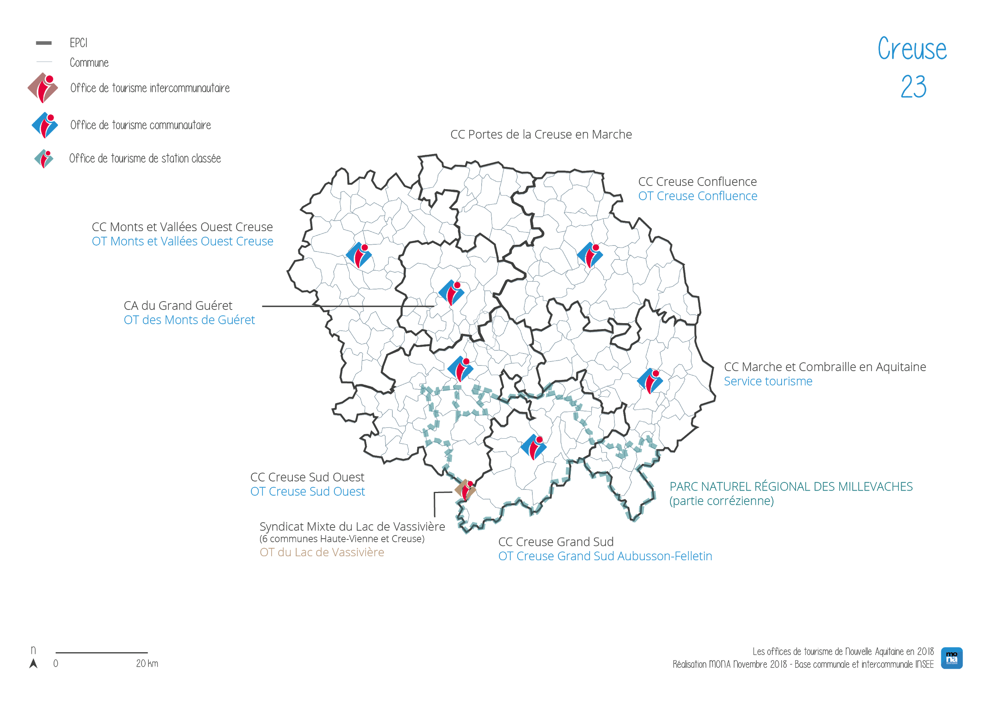 EPCI
Commune
Office de tourisme intercommunautaire
Office de tourisme communautaire
Office de tourisme de station classée
Creuse
23
CC Portes de la Creuse en Marche
CC Creuse Confluence
OT Creuse Confluence
CC Monts et Vallées Ouest Creuse
OT Monts et Vallées Ouest Creuse
CA du Grand Guéret
OT des Monts de Guéret
CC Marche et Combraille en Aquitaine
Service tourisme
CC Creuse Sud Ouest
OT Creuse Sud Ouest
PARC NATUREL RÉGIONAL DES MILLEVACHES
(partie corrézienne)
Syndicat Mixte du Lac de Vassivière
(6 communes Haute-Vienne et Creuse)
OT du Lac de Vassivière
CC Creuse Grand Sud
OT Creuse Grand Sud Aubusson-Felletin
n
0 20 km
Les offices de tourisme de Nouvelle Aquitaine en 2018
Réalisation MONA Novembre 2018 - Base communale et intercommunale INSEE
mo
na